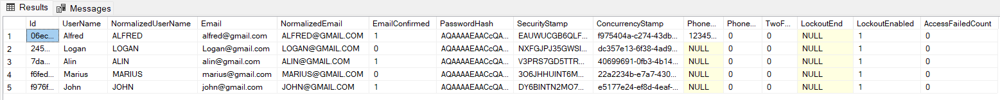 Results Messages
Id UserName NormalizedUserName Email NormalizedEmail EmailConfirmed PasswordHash SecurityStamp ConcurrencyStamp Phone... Phone... TwoF... LockoutEnd LockoutEnabled AccessFailedCount
1 06ec... Alfred ALFRED alfred@gmail.com ALFRED@GMAIL.COM 1 AQAAAAEAACcQA... EAUWUCGB6QLF... f975404a-c274-43db... 12345... 0 0 NULL 1 0
2 245... Logan LOGAN Logan@gmail.com LOGAN@GMAIL.COM 0 AQAAAAEAACcQA... NXFGJPJ35GWSI... dc357e13-6f38-4ad9... NULL 0 0 NULL 1 0
3 7da... Alin ALIN alin@gmail.com ALIN@GMAIL.COM 1 AQAAAAEAACcQA... V3PRS7GD5TTR... 40699691-0fb3-4b14... NULL 0 0 NULL 1 0
4 f6fed... Marius MARIUS marius@gmail.com MARIUS@GMAIL.COM 0 AQAAAAEAACcQA... 3O6JHHUINT6M... 22a2234b-e7a7-430... NULL 0 0 NULL 1 0
5 f976f... John JOHN john@gmail.com JOHN@GMAIL.COM 1 AQAAAAEAACcQA... DY6BINTN2MO7... e5177e24-ef8d-4eaf-... NULL 0 0 NULL 1 0